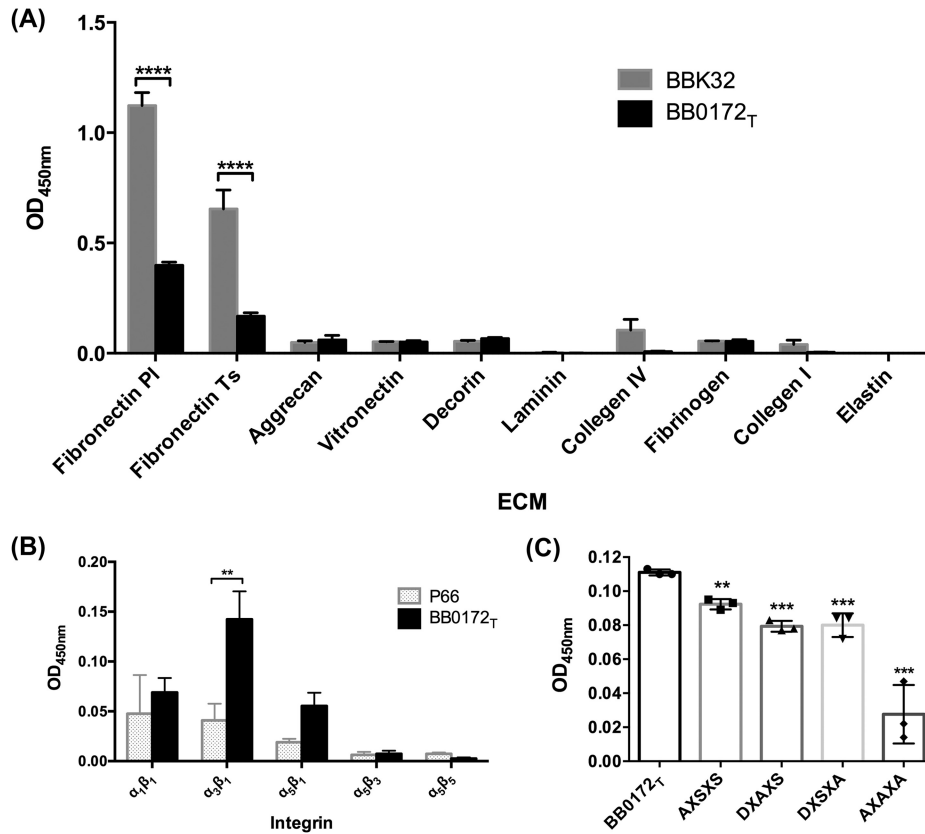 (A)
1.5
1.0
0.5
0.0
OD450nm
****
****
BBK32
BB0172T
Fibronectin Pl
Fibronectin Ts
Aggrecan
Vitronectin
Decorin
Laminin
Collegen IV
Fibrinogen
Collegen I
Elastin
ECM
(B)
0.20
0.15
0.10
0.05
0.00
OD450nm
**
P66
BB0172T
α1β1
α3β1
α5β1
α5β3
α5β5
Integrin
(C)
0.12
0.10
0.08
0.06
0.04
0.02
0.00
OD450nm
**
***
***
***
BB0172T
AXSXS
DXAXS
DXSXA
AXAXA